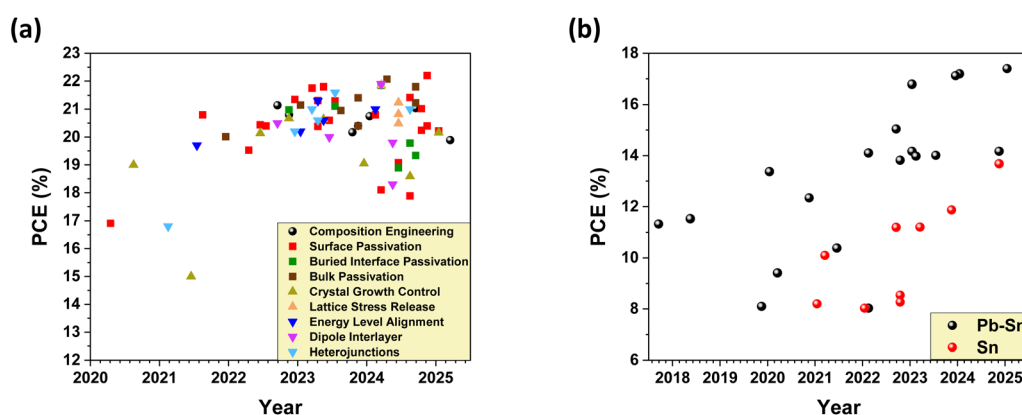 (a)
23
22
21
20
19
18
17
16
15
14
13
12
PCE (%)
2020 2021 2022 2023 2024 2025
Year
Composition Engineering
Surface Passivation
Buried Interface Passivation
Bulk Passivation
Crystal Growth Control
Lattice Stress Release
Energy Level Alignment
Dipole Interlayer
Heterojunctions
(b)
18
16
14
12
10
8
6
PCE (%)
2018 2019 2020 2021 2022 2023 2024 2025
Year
Pb-Sn
Sn